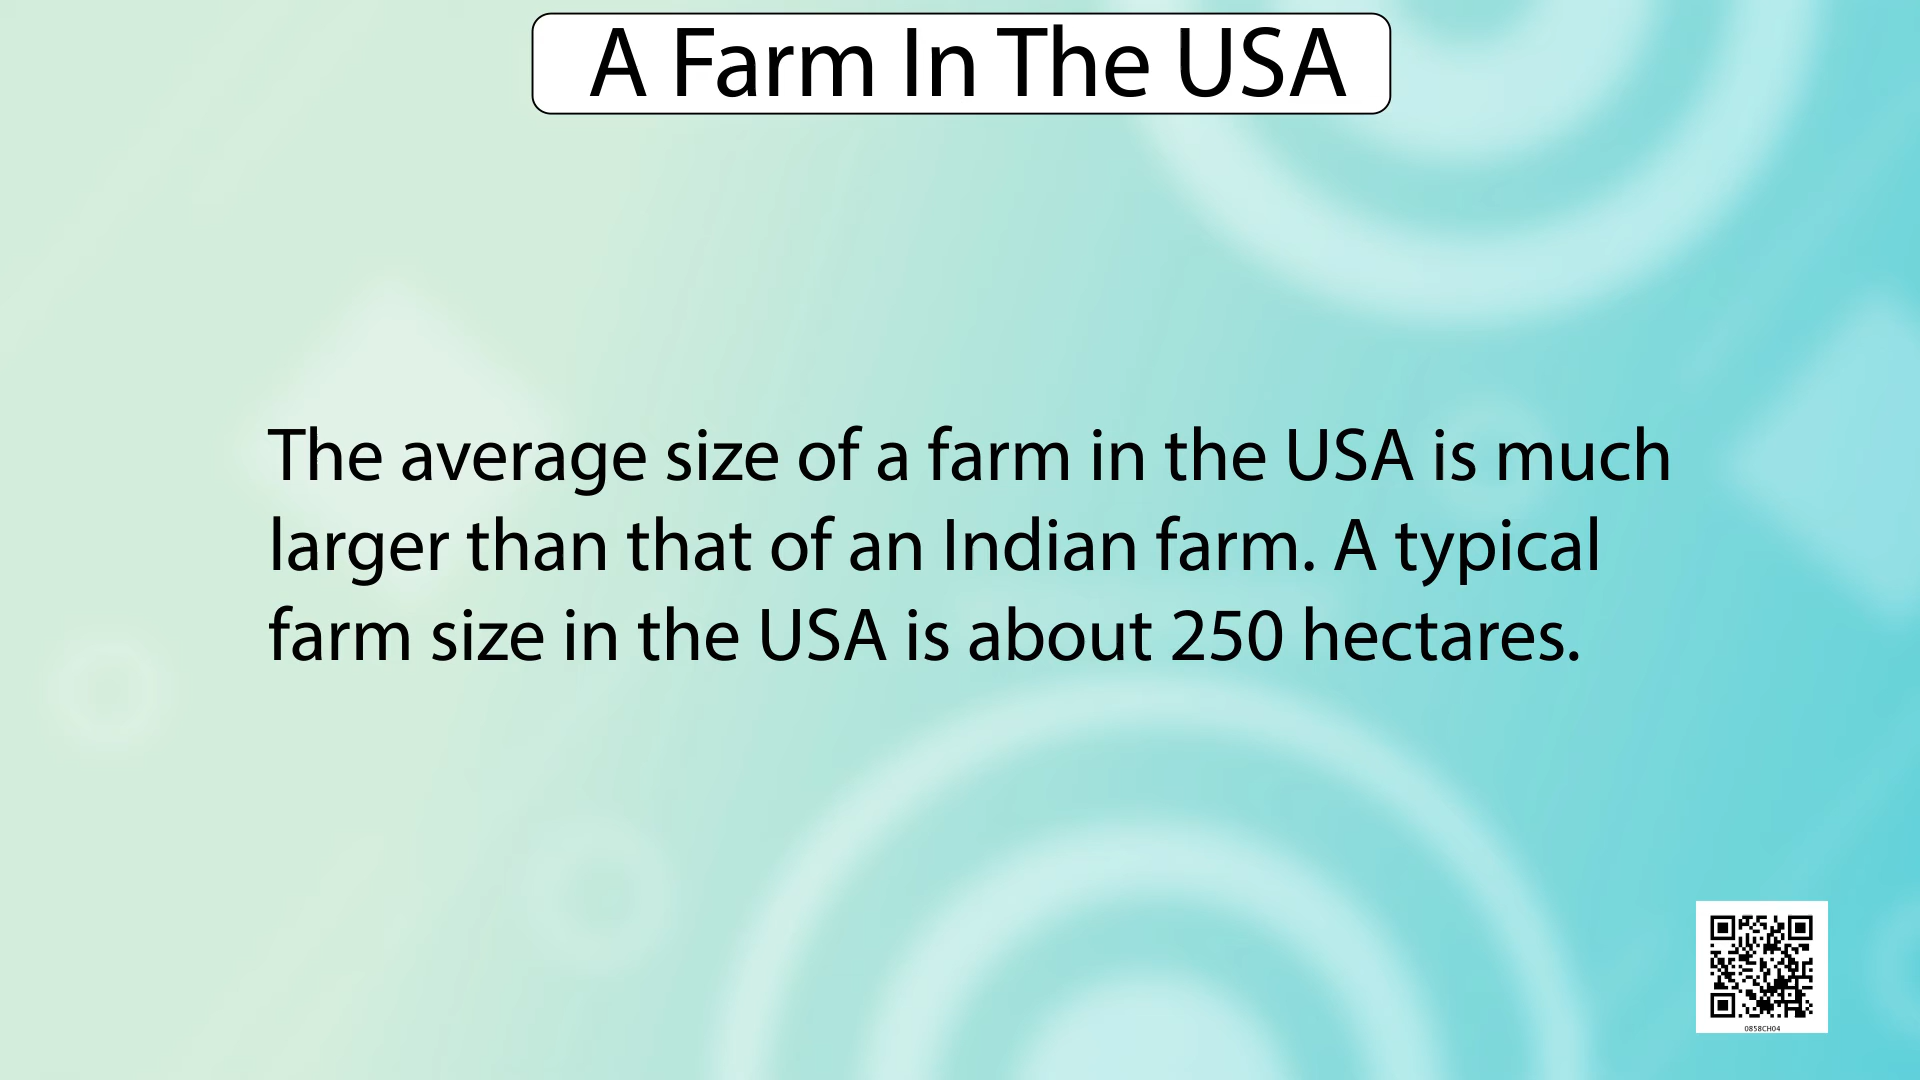 A Farm In The USA
The average size of a farm in the USA is much
larger than that of an Indian farm. A typical
farm size in the USA is about 250 hectares.
0858CH04